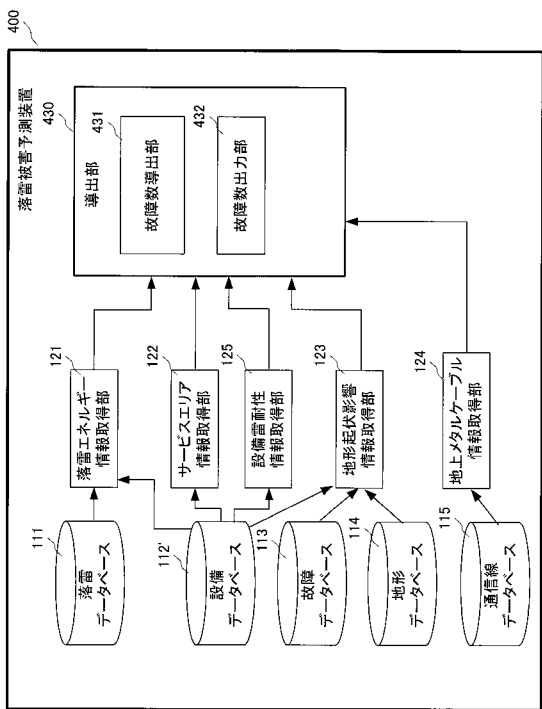 400
落雷被害予測装置
430
導出部
431
故障数導出部
432
故障数出力部
121
落雷エネルギー
情報取得部
122
サービスエリア
情報取得部
125
設備雷耐性
情報取得部
123
地形起伏影響
情報取得部
124
地上メタルケーブル
情報取得部
111
落雷
データベース
112'
設備
データベース
113
故障
データベース
114
地形
データベース
115
通信線
データベース